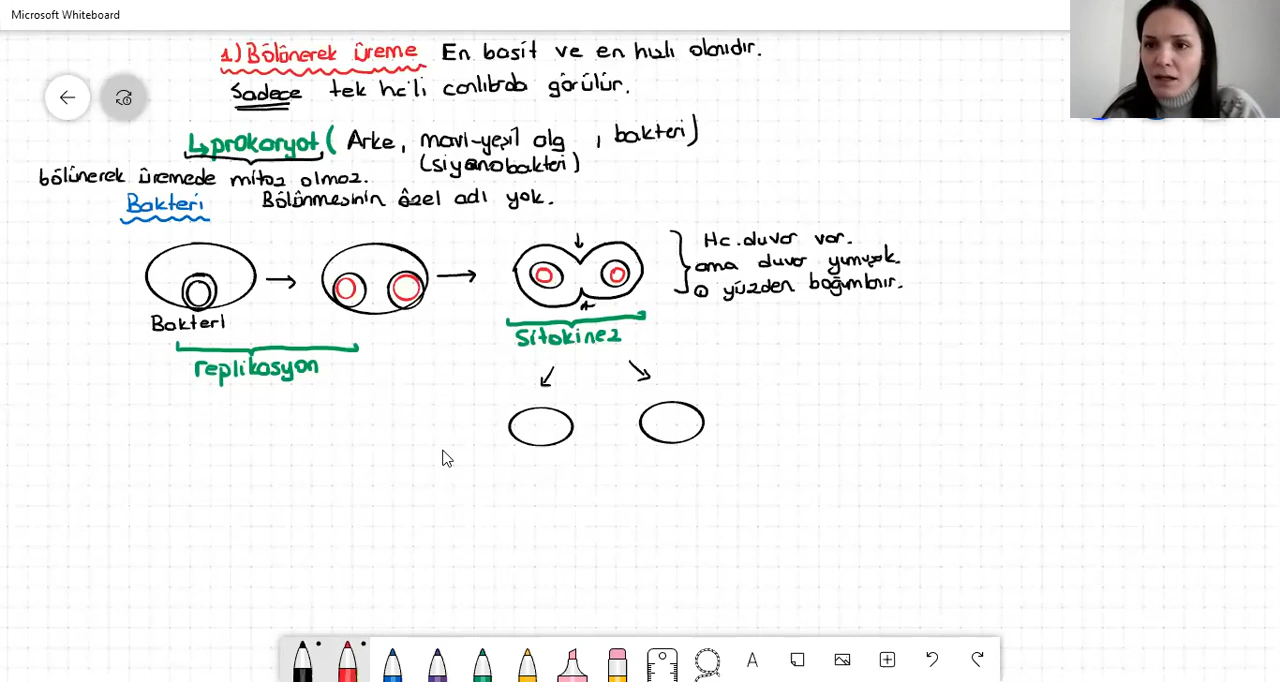 Microsoft Whiteboard
1) Bölünerek üreme En basit ve en hızlı olanıdır.
Sadece tek hc'li canlılarda görülür.
↳prokaryot ( Arke, mavi-yeşil alg , bakteri)
(siyanobakteri)
bölünerek üremede mitoz olmaz.
Bakteri Bölünmesinin özel adı yok.
Hc. duvar var.
ama duvar yumuşak.
o yüzden boğumlanır.
Bakteri
Sitokinez
replikasyon
A